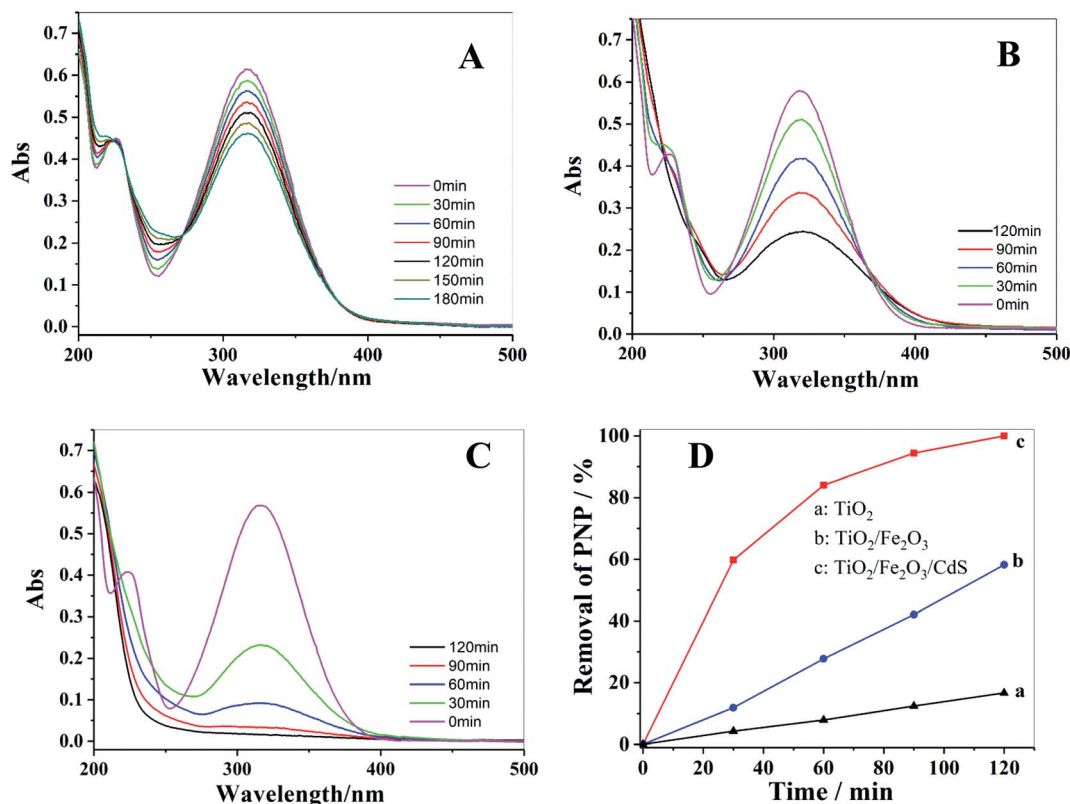 A
0.7
0.6
0.5
0.4
0.3
0.2
0.1
0.0
Abs
200
300
400
500
Wavelength/nm
0min
30min
60min
90min
120min
150min
180min
B
0.7
0.6
0.5
0.4
0.3
0.2
0.1
0.0
Abs
200
300
400
500
Wavelength/nm
120min
90min
60min
30min
0min
C
0.7
0.6
0.5
0.4
0.3
0.2
0.1
0.0
Abs
200
300
400
500
Wavelength/nm
120min
90min
60min
30min
0min
D
100
80
60
40
20
0
Removal of PNP / %
0
20
40
60
80
100
120
Time / min
c
b
a
a: TiO₂
b: TiO₂/Fe₂O₃
c: TiO₂/Fe₂O₃/CdS